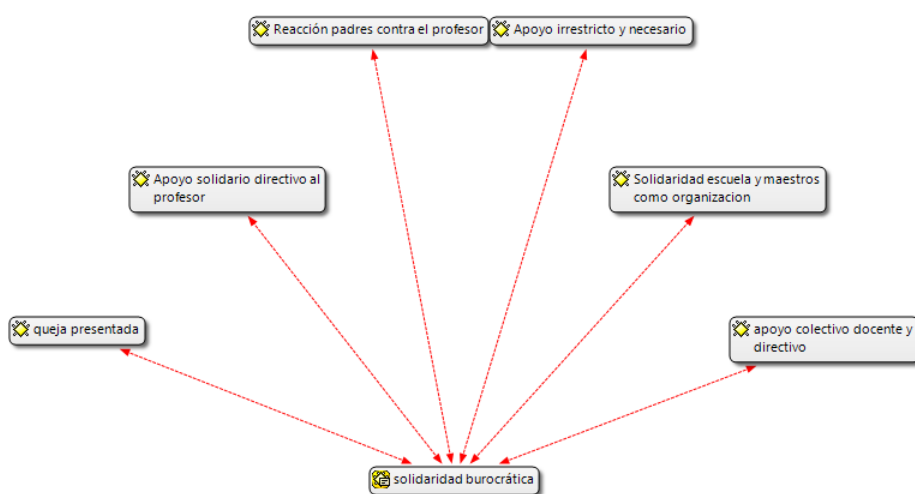 Reacción padres contra el profesor
Apoyo irrestricto y necesario
Apoyo solidario directivo al
profesor
Solidaridad escuela y maestros
como organizacion
queja presentada
apoyo colectivo docente y
directivo
solidaridad burocrática